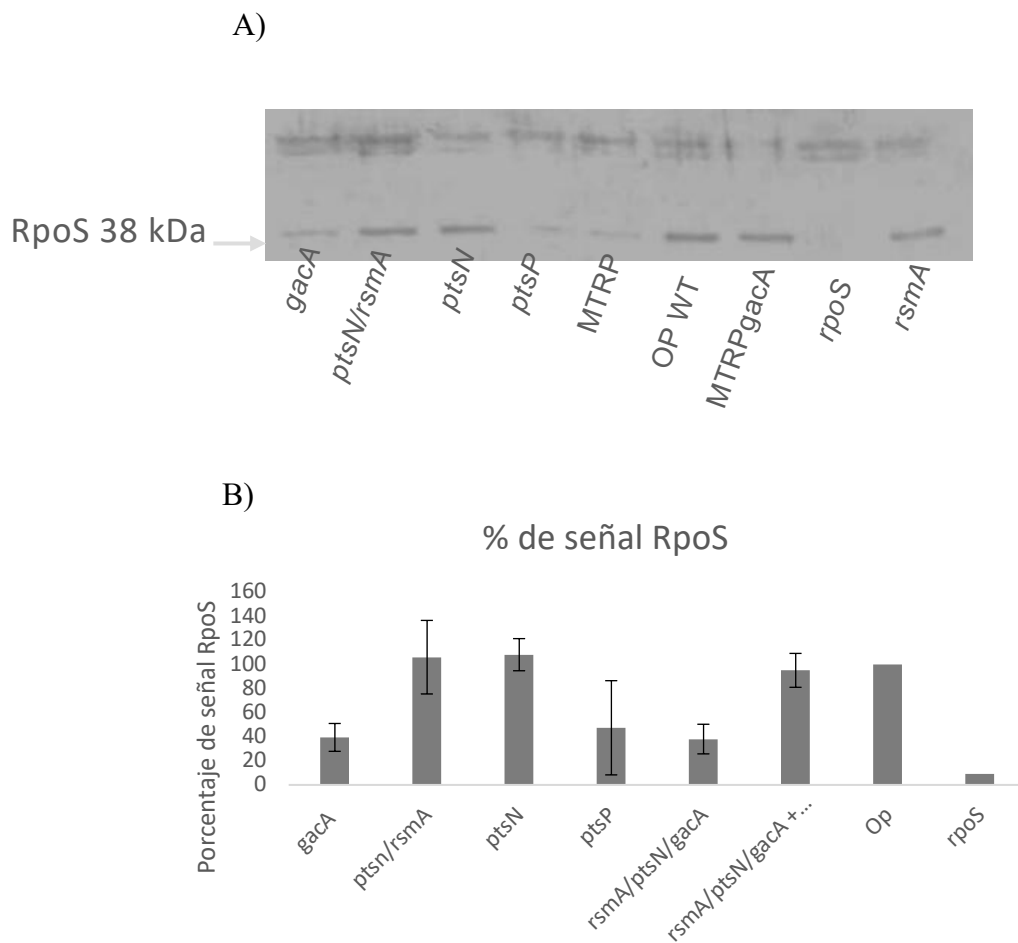 A)
RpoS 38 kDa
gacA
ptsN/rsmA
ptsN
ptsP
MTRP
OP WT
MTRPgacA
rpoS
rsmA
B)
% de señal RpoS
Porcentaje de señal RpoS
160
140
120
100
80
60
40
20
0
gacA
ptsn/rsmA
ptsN
ptsP
rsmA/ptsN/gacA
rsmA/ptsN/gacA +...
Op
rpoS